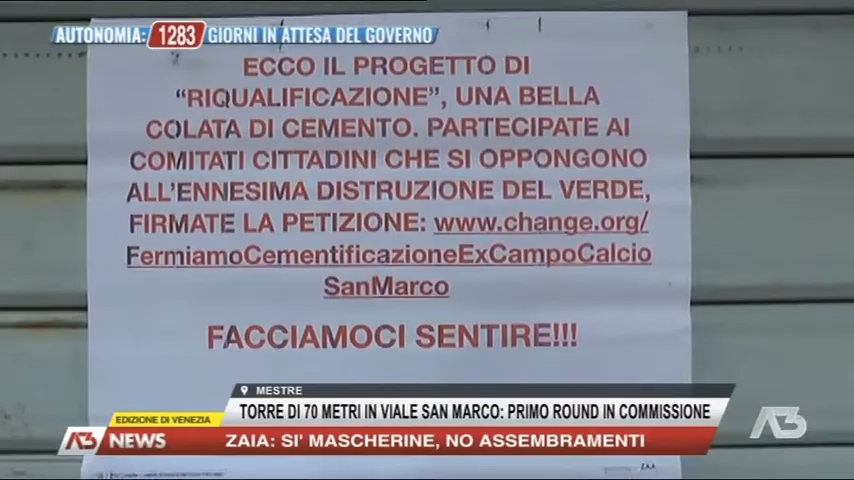 AUTONOMIA: 1283 GIORNI IN ATTESA DEL GOVERNO
ECCO IL PROGETTO DI
“RIQUALIFICAZIONE”, UNA BELLA
COLATA DI CEMENTO. PARTECIPATE AI
COMITATI CITTADINI CHE SI OPPONGONO
ALL’ENNESIMA DISTRUZIONE DEL VERDE,
FIRMATE LA PETIZIONE: www.change.org/
FermiamoCementificazioneExCampoCalcio
SanMarco
FACCIAMOCI SENTIRE!!!
MESTRE
TORRE DI 70 METRI IN VIALE SAN MARCO: PRIMO ROUND IN COMMISSIONE
EDIZIONE DI VENEZIA
A3 NEWS
ZAIA: SI' MASCHERINE, NO ASSEMBRAMENTI
A3